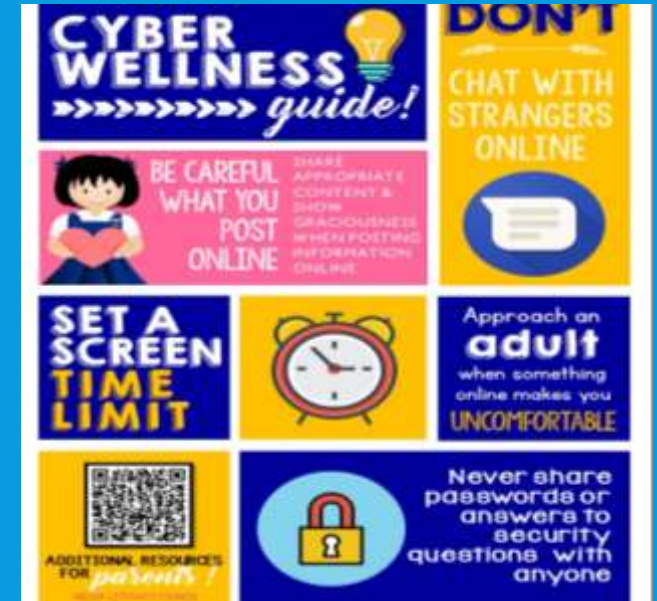 CYBER
WELLNESS
guide!
DON'T
CHAT WITH
STRANGERS
ONLINE
BE CAREFUL
WHAT YOU
POST
ONLINE
SHARE
APPROPRIATE
CONTENT &
SHOW
GRACIOUSNESS
WHEN POSTING
INFORMATION
ONLINE
SET A
SCREEN
TIME
LIMIT
Approach an
adult
when something
online makes you
UNCOMFORTABLE
ADDITIONAL RESOURCES
FOR parents!
Never share
passwords or
answers to
security
questions with
anyone